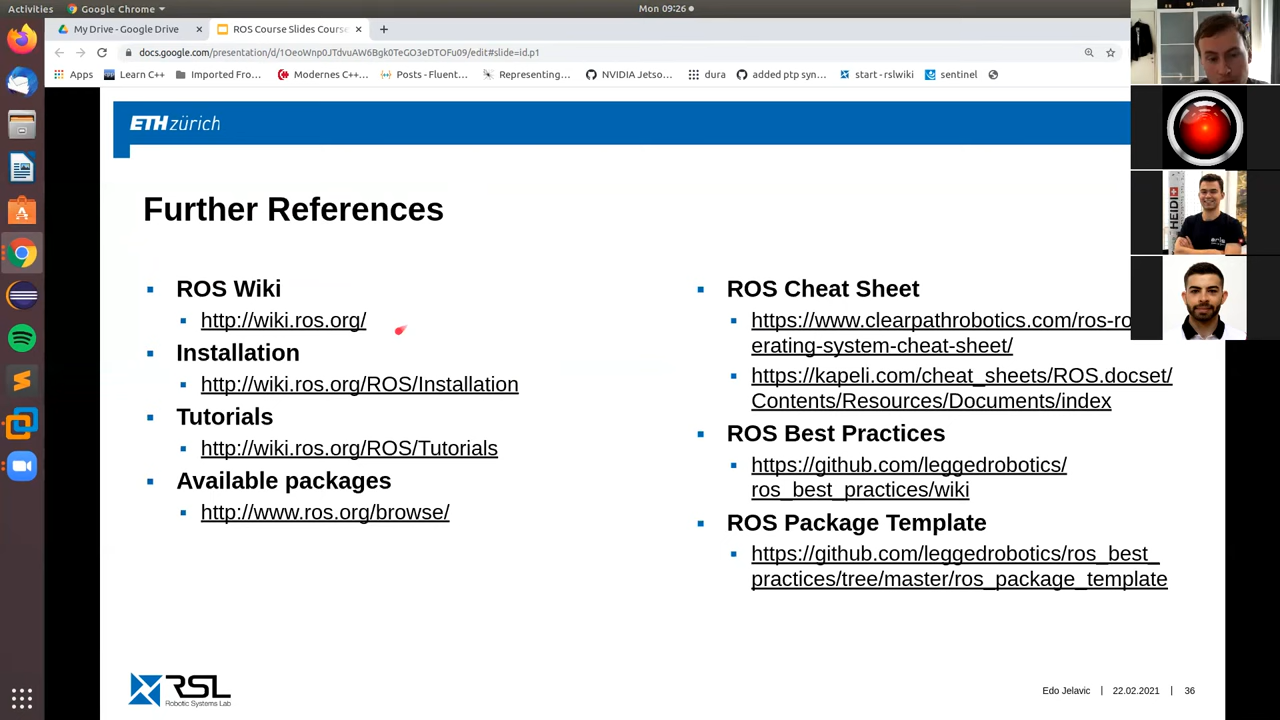 Activities
Google Chrome
Mon 09:26
My Drive - Google Drive
ROS Course Slides Cours
docs.google.com/presentation/d/1OeoWnp0JTdvuAW6Bgk0TeGO3eDTOFu09/edit#slide=id.p1
Apps
Learn C++
Imported Fro...
Modernes C++...
Posts - Fluent...
Representing...
NVIDIA Jetso...
dura
added ptp syn...
start - rslwiki
sentinel
ETH zürich
Further References
ROS Wiki
http://wiki.ros.org/
Installation
http://wiki.ros.org/ROS/Installation
Tutorials
http://wiki.ros.org/ROS/Tutorials
Available packages
http://www.ros.org/browse/
ROS Cheat Sheet
https://www.clearpathrobotics.com/ros-ro
erating-system-cheat-sheet/
https://kapeli.com/cheat_sheets/ROS.docset/
Contents/Resources/Documents/index
ROS Best Practices
https://github.com/leggedrobotics/
ros_best_practices/wiki
ROS Package Template
https://github.com/leggedrobotics/ros_best_
practices/tree/master/ros_package_template
HEIDI
RSL
Robotic Systems Lab
Edo Jelavic | 22.02.2021 | 36